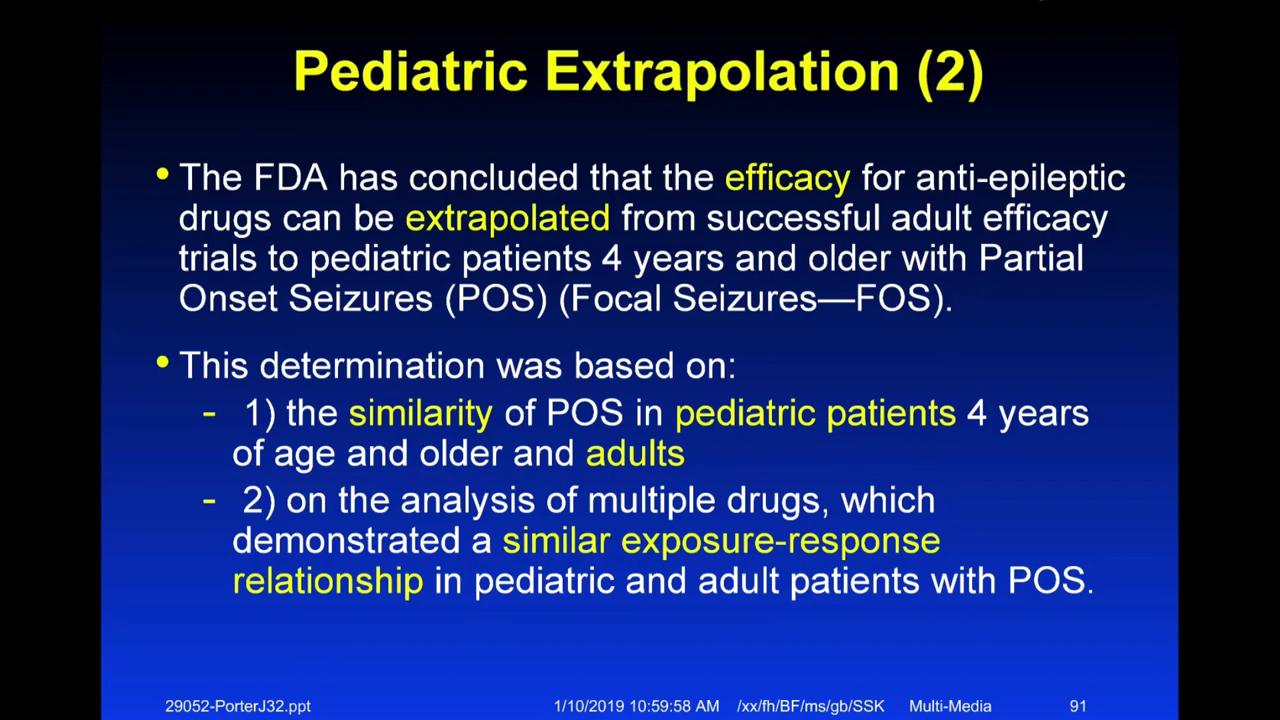 Pediatric Extrapolation (2)
• The FDA has concluded that the efficacy for anti-epileptic
drugs can be extrapolated from successful adult efficacy
trials to pediatric patients 4 years and older with Partial
Onset Seizures (POS) (Focal Seizures—FOS).
• This determination was based on:
- 1) the similarity of POS in pediatric patients 4 years
of age and older and adults
- 2) on the analysis of multiple drugs, which
demonstrated a similar exposure-response
relationship in pediatric and adult patients with POS.
29052-PorterJ32.ppt 1/10/2019 10:59:58 AM /xx/fh/BF/ms/gb/SSK Multi-Media 91